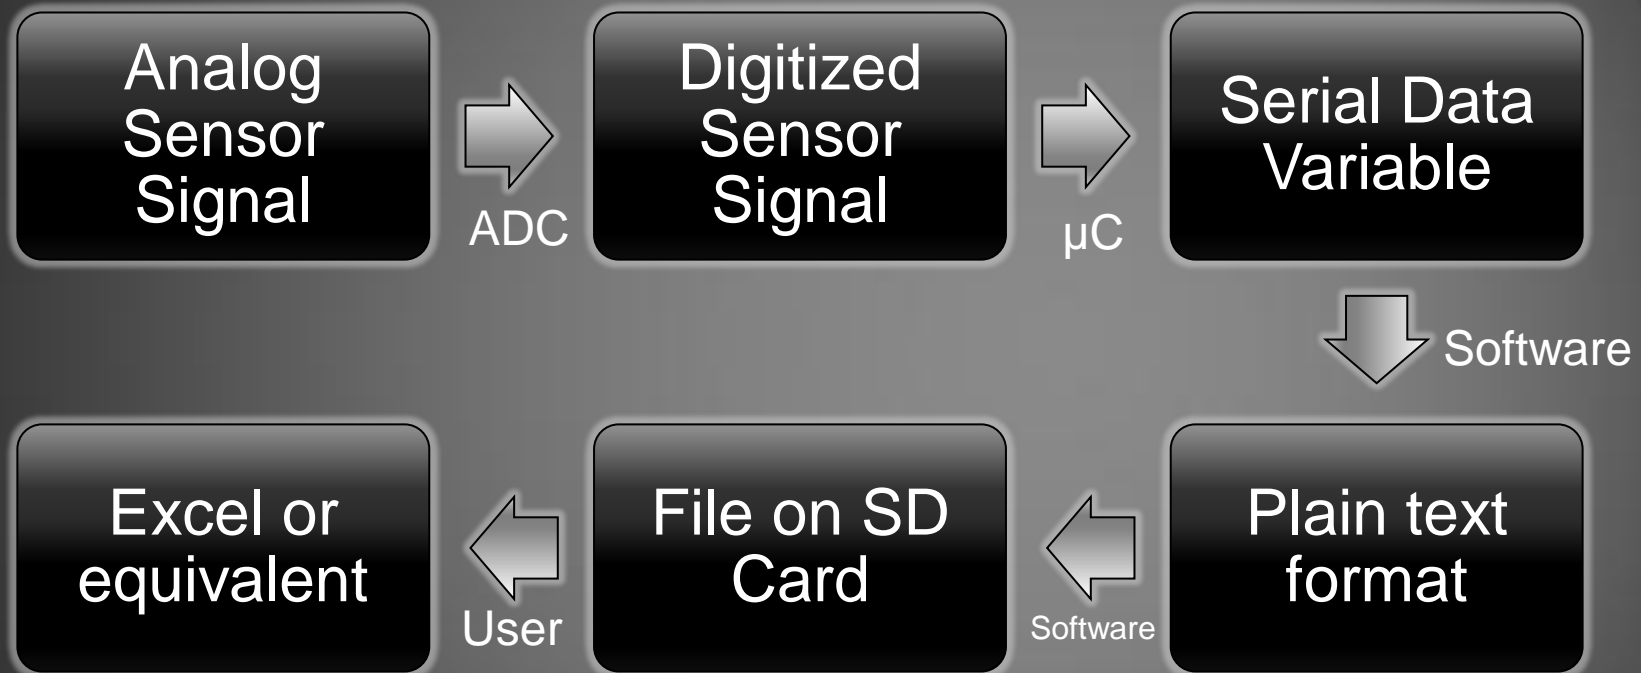 Analog
Sensor
Signal
ADC
Digitized
Sensor
Signal
µC
Serial Data
Variable
Software
Plain text
format
Software
File on SD
Card
User
Excel or
equivalent